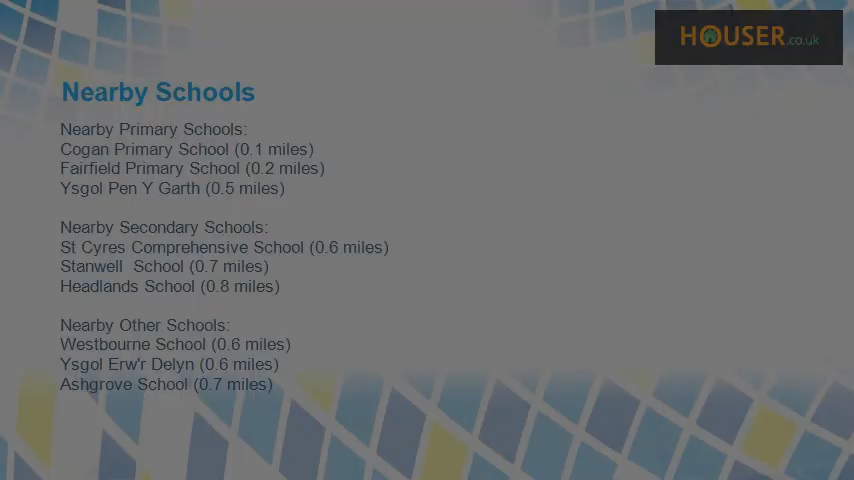 HOUSER.co.uk
Nearby Schools
Nearby Primary Schools:
Cogan Primary School (0.1 miles)
Fairfield Primary School (0.2 miles)
Ysgol Pen Y Garth (0.5 miles)
Nearby Secondary Schools:
St Cyres Comprehensive School (0.6 miles)
Stanwell  School (0.7 miles)
Headlands School (0.8 miles)
Nearby Other Schools:
Westbourne School (0.6 miles)
Ysgol Erw'r Delyn (0.6 miles)
Ashgrove School (0.7 miles)